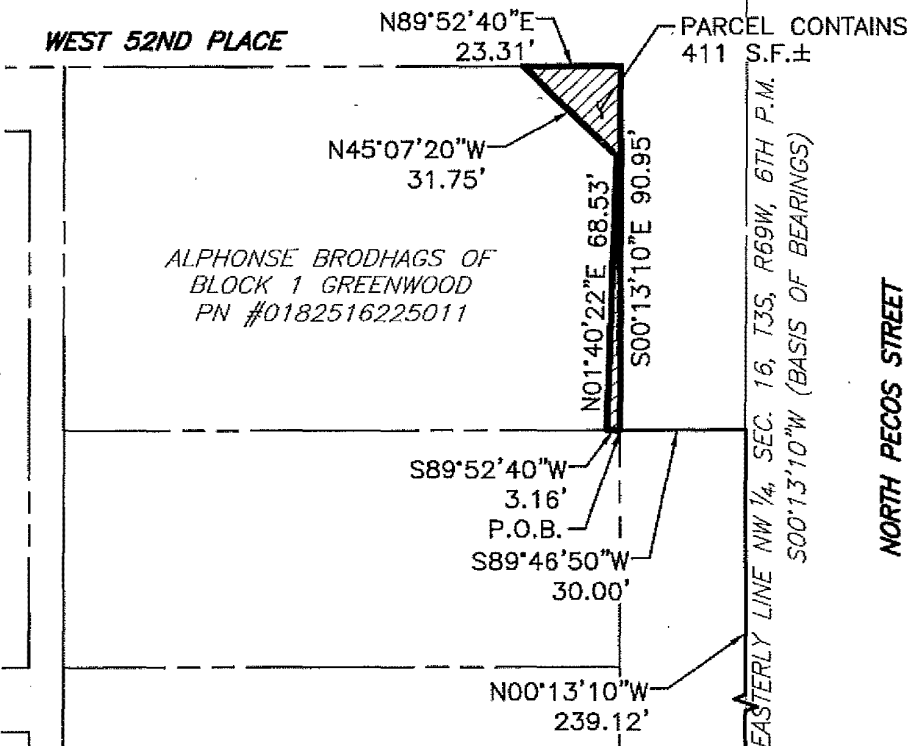 WEST 52ND PLACE
N89°52'40"E
23.31'
PARCEL CONTAINS
411 S.F.±
N45°07'20"W
31.75'
ALPHONSE BRODHAGS OF
BLOCK 1 GREENWOOD
PN #0182516225011
N01°40'22"E 68.53'
S00°13'10"E 90.95'
EASTERLY LINE NW 1/4, SEC. 16, T3S, R69W, 6TH P.M.
S00°13'10"W (BASIS OF BEARINGS)
NORTH PECOS STREET
S89°52'40"W
3.16'
P.O.B.
S89°46'50"W
30.00'
N00°13'10"W
239.12'